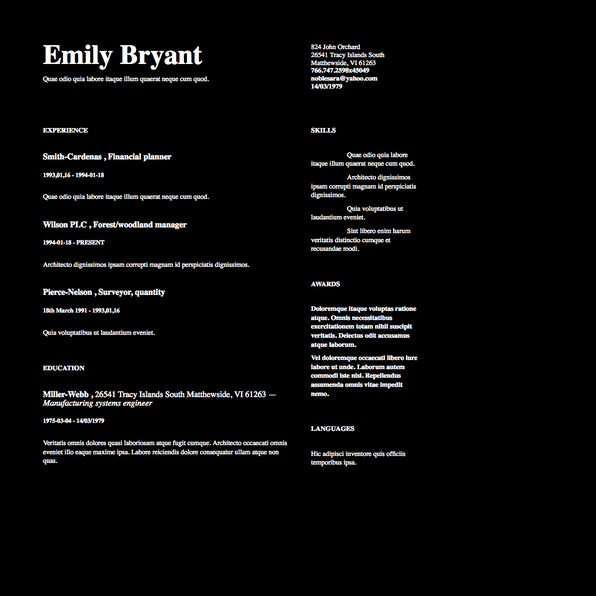 Emily Bryant
Quae odio quia labore itaque illum quaerat neque cum quod.
824 John Orchard
26541 Tracy Islands South
Matthewside, VI 61263
766.747.2598x45049
noblesara@yahoo.com
14/03/1979
EXPERIENCE
Smith-Cardenas , Financial planner
1993,01,16 - 1994-01-18
Quae odio quia labore itaque illum quaerat neque cum quod.
Wilson PLC , Forest/woodland manager
1994-01-18 - PRESENT
Architecto dignissimos ipsam corrupti magnam id perspiciatis dignissimos.
Pierce-Nelson , Surveyor, quantity
18th March 1991 - 1993,01,16
Quia voluptatibus ut laudantium eveniet.
EDUCATION
Miller-Webb , 26541 Tracy Islands South Matthewside, VI 61263 —
Manufacturing systems engineer
1975-03-04 - 14/03/1979
Veritatis omnis dolores quasi laboriosam atque fugit cumque. Architecto occaecati omnis
eveniet illo eaque maxime ipsa. Labore reiciendis dolore consequatur ullam atque non
quas.
SKILLS
Quae odio quia labore
itaque illum quaerat neque cum quod.
Architecto dignissimos
ipsam corrupti magnam id perspiciatis
dignissimos.
Quia voluptatibus ut
laudantium eveniet.
Sint libero enim harum
veritatis distinctio cumque et
recusandae modi.
AWARDS
Doloremque itaque voluptas ratione
atque. Omnis necessitatibus
exercitationem totam nihil suscipit
veritatis. Delectus odit accusamus
atque laborum.
Vel doloremque occaecati libero iure
labore ut unde. Laborum autem
commodi iste nisi. Repellendus
assumenda omnis vitae impedit
nemo.
LANGUAGES
Hic adipisci inventore quis officiis
temporibus ipsa.